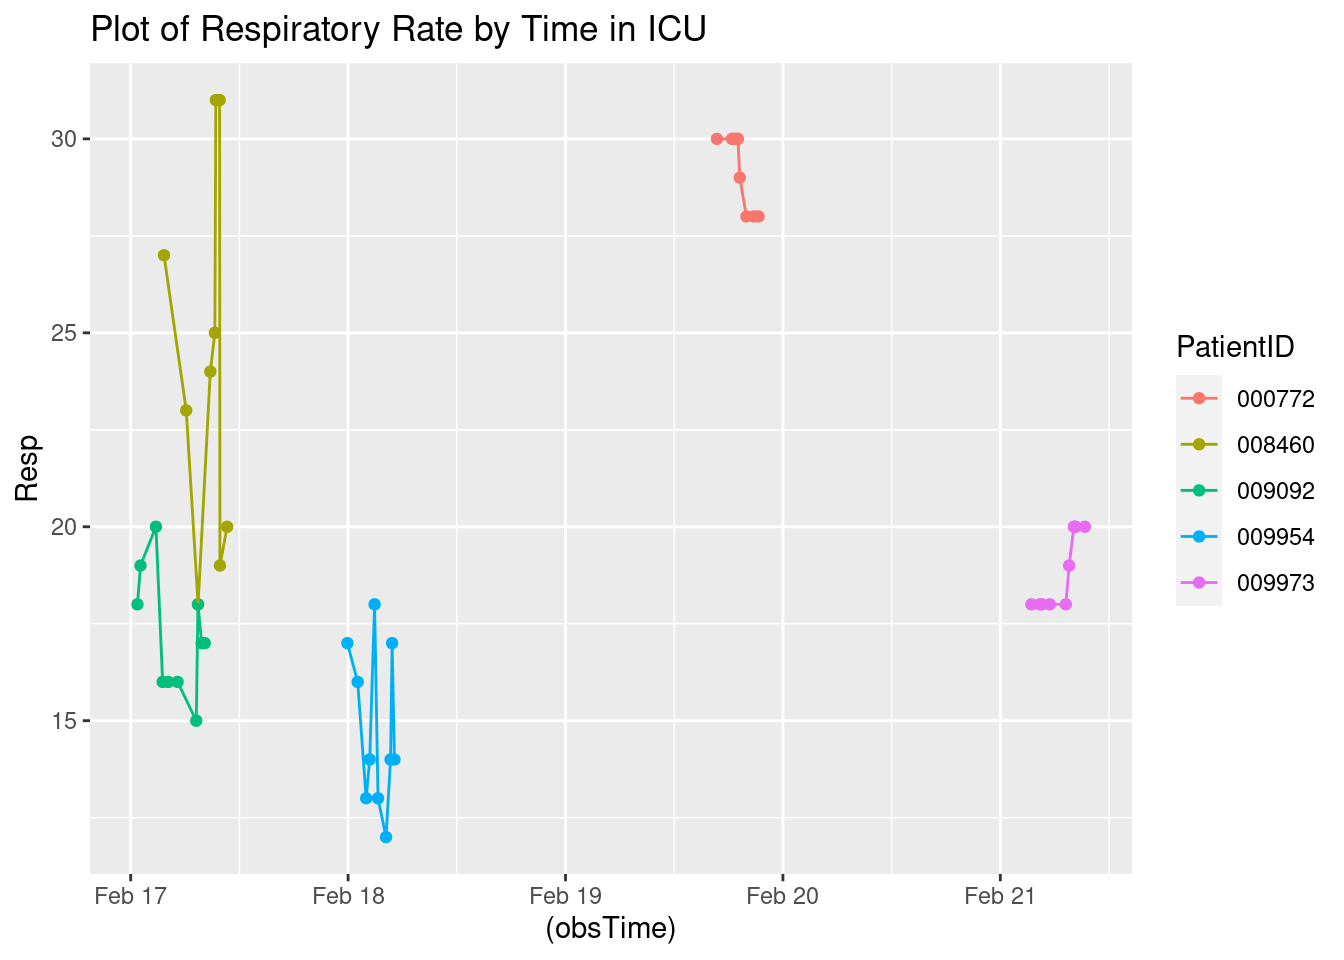 Plot of Respiratory Rate by Time in ICU
30
25
20
15
Resp
Feb 17
Feb 18
Feb 19
Feb 20
Feb 21
(obsTime)
PatientID
000772
008460
009092
009954
009973